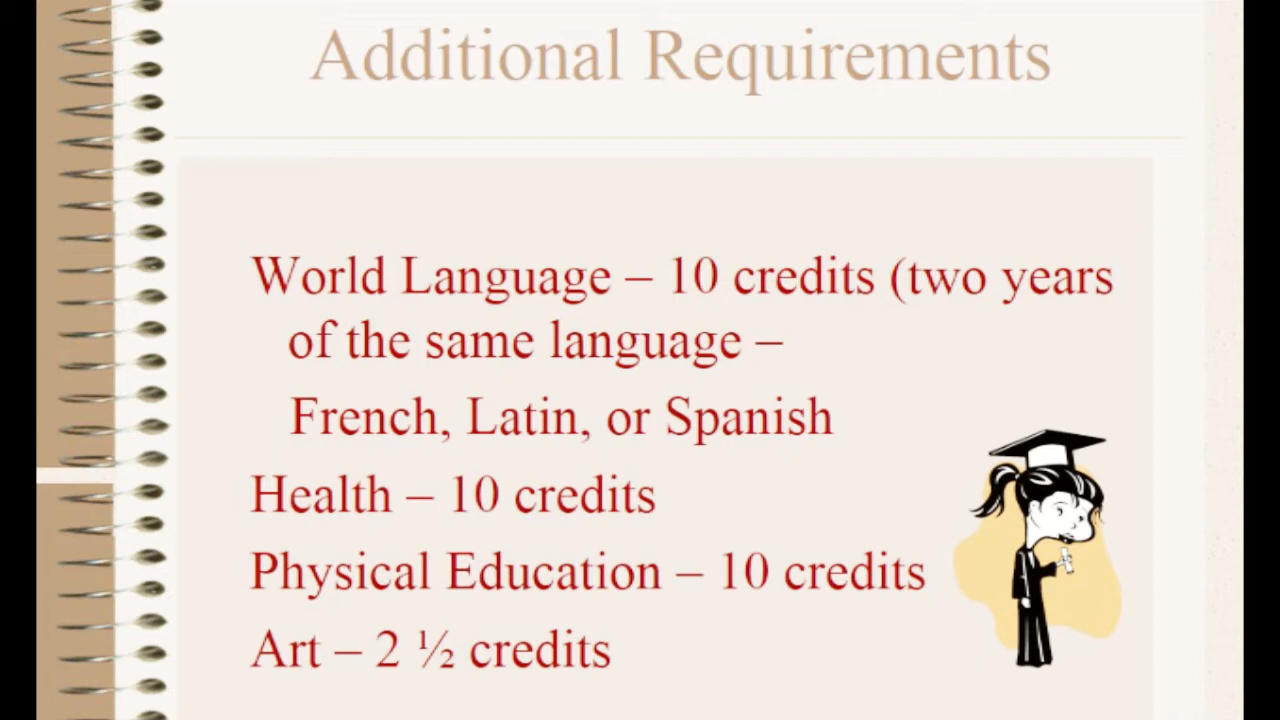 Additional Requirements
World Language – 10 credits (two years
of the same language –
French, Latin, or Spanish
Health – 10 credits
Physical Education – 10 credits
Art – 2 ½ credits